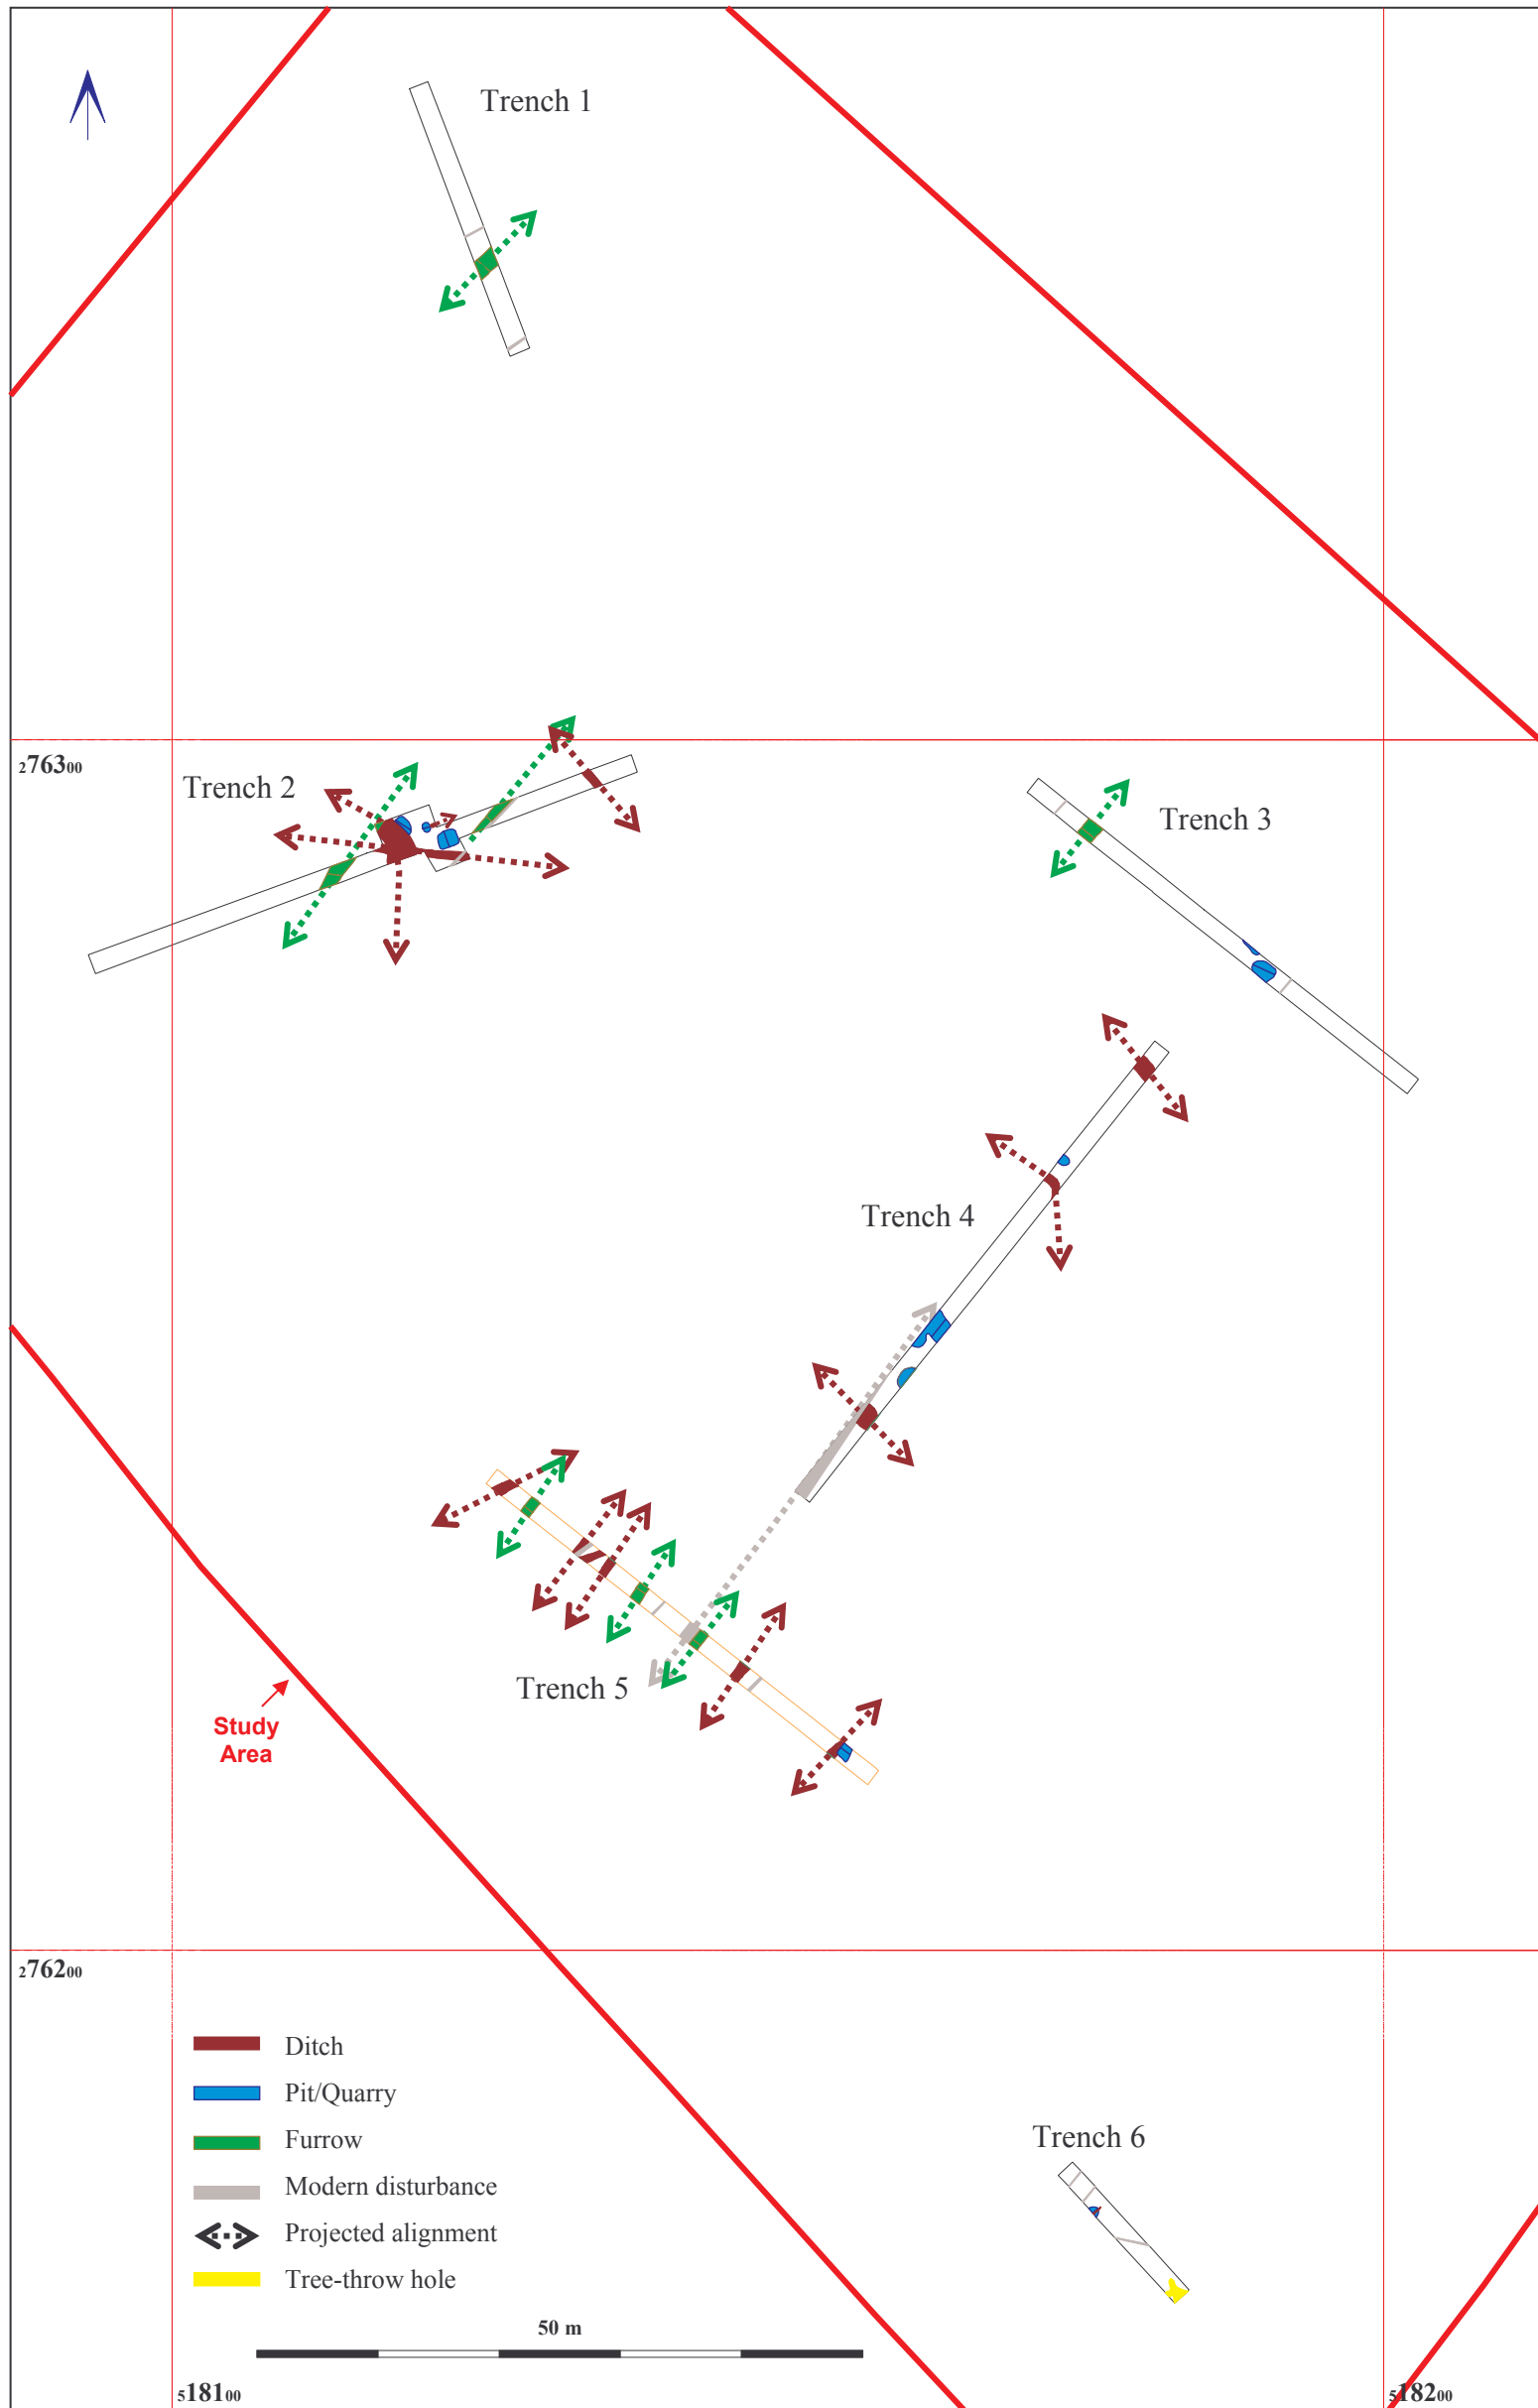 Trench 1
276300
Trench 2
Trench 3
Trench 4
Trench 5
Study
Area
276200
Ditch
Pit/Quarry
Furrow
Modern disturbance
Projected alignment
Tree-throw hole
Trench 6
50 m
518100
518200